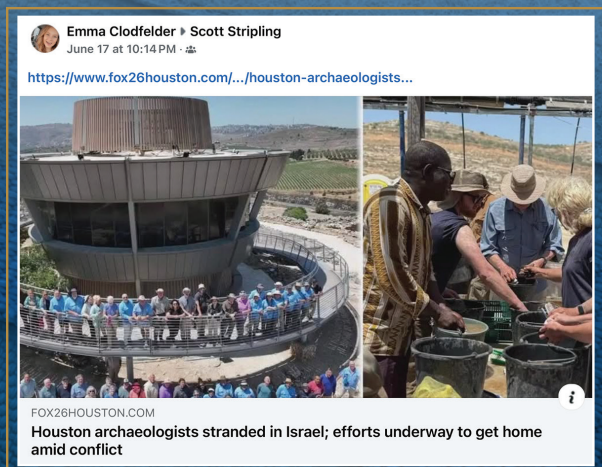 Emma Clodfelder ▸ Scott Stripling
June 17 at 10:14 PM ·
https://www.fox26houston.com/.../houston-archaeologists...
FOX26HOUSTON.COM
Houston archaeologists stranded in Israel; efforts underway to get home
amid conflict